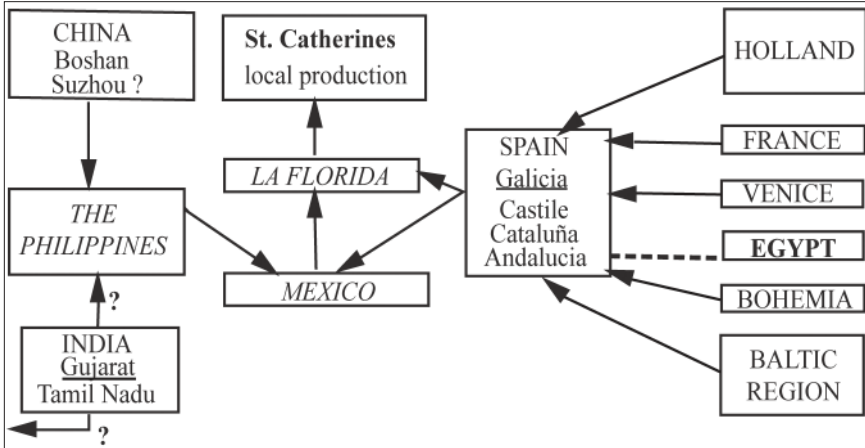 CHINA
Boshan
Suzhou ?
St. Catherines
local production
HOLLAND
FRANCE
VENICE
EGYPT
BOHEMIA
BALTIC
REGION
SPAIN
Galicia
Castile
Cataluña
Andalucia
LA FLORIDA
MEXICO
THE
PHILIPPINES
?
INDIA
Gujarat
Tamil Nadu
?